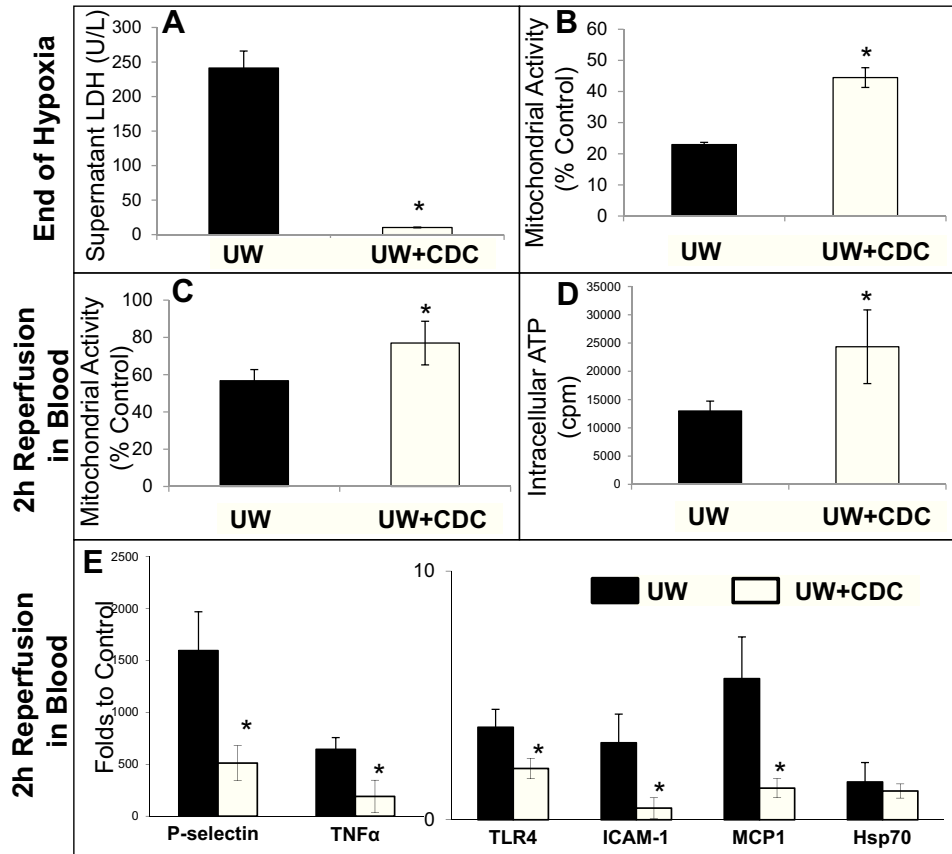 End of Hypoxia
A
Supernatant LDH (U/L)
300
250
200
150
100
50
0
*
UW
UW+CDC
B
Mitochondrial Activity
(% Control)
60
50
40
30
20
10
0
*
UW
UW+CDC
2h Reperfusion
in Blood
C
Mitochondrial Activity
(% Control)
100
80
60
40
20
0
*
UW
UW+CDC
D
Intracellular ATP
(cpm)
35000
30000
25000
20000
15000
10000
5000
0
*
UW
UW+CDC
2h Reperfusion
in Blood
E
Folds to Control
2500
2000
1500
1000
500
0
*
*
P-selectin
TNFα
10
0
UW
UW+CDC
*
*
*
TLR4
ICAM-1
MCP1
Hsp70